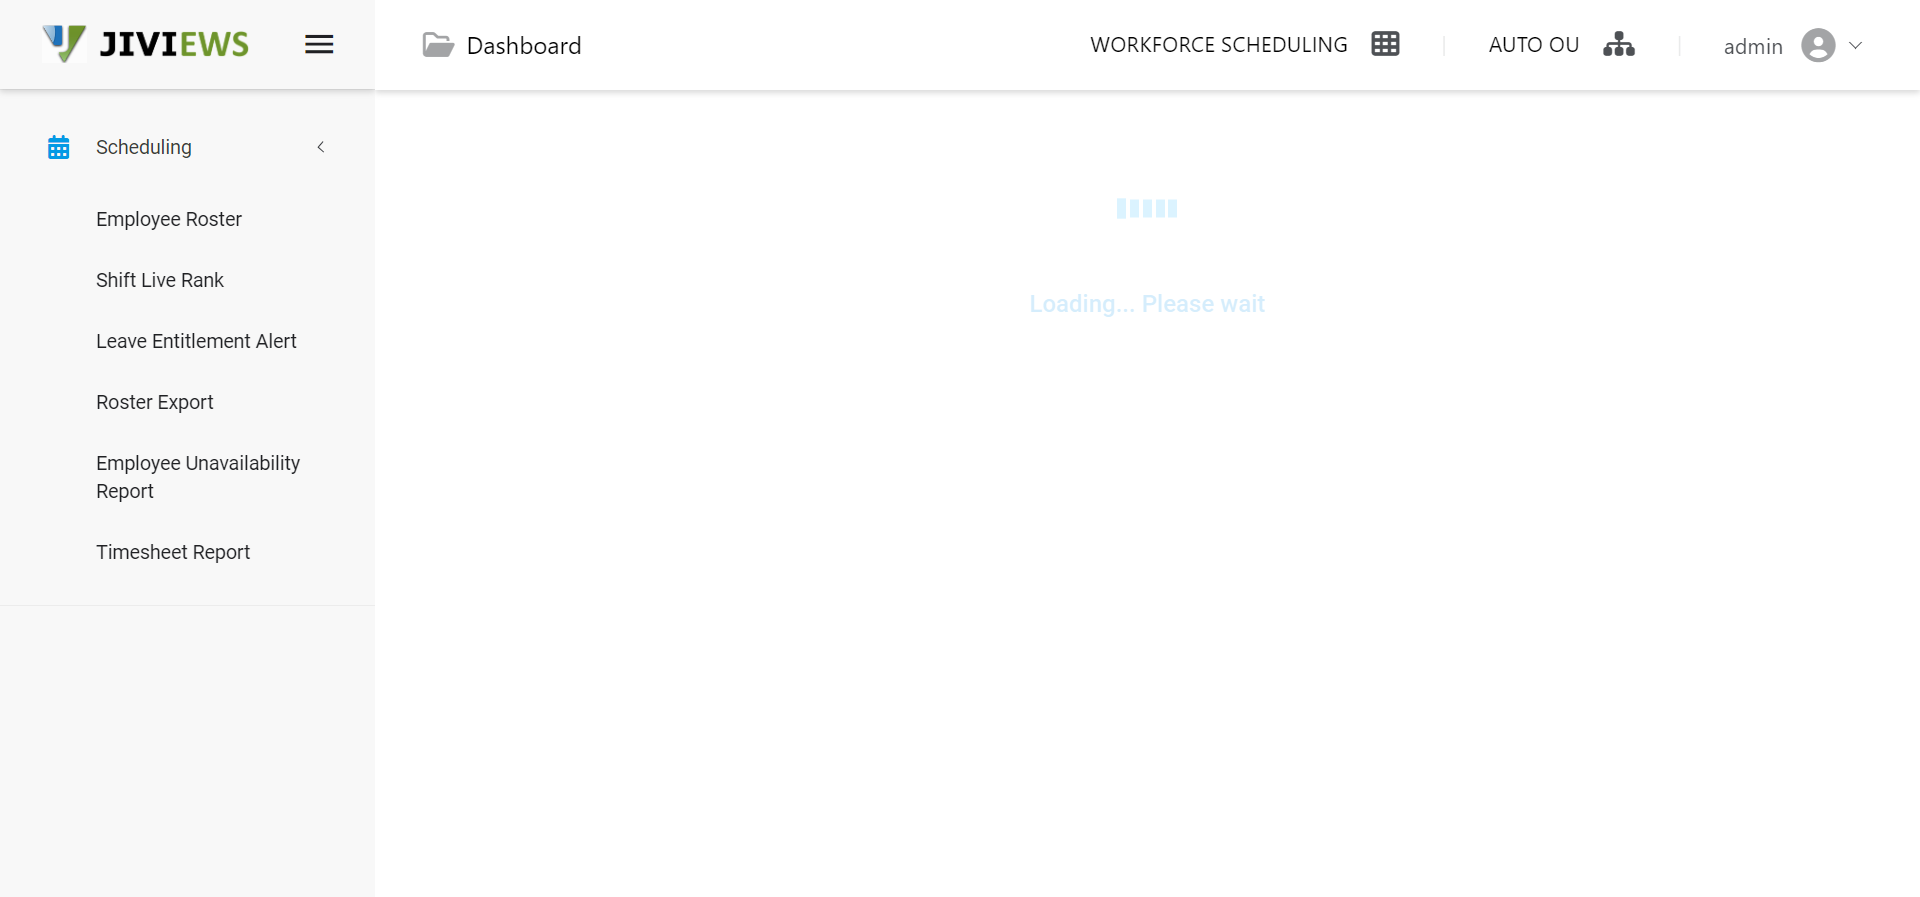 JIVIEWS
Dashboard
WORKFORCE SCHEDULING
AUTO OU
admin
Scheduling
Employee Roster
Shift Live Rank
Leave Entitlement Alert
Roster Export
Employee Unavailability
Report
Timesheet Report
Loading... Please wait